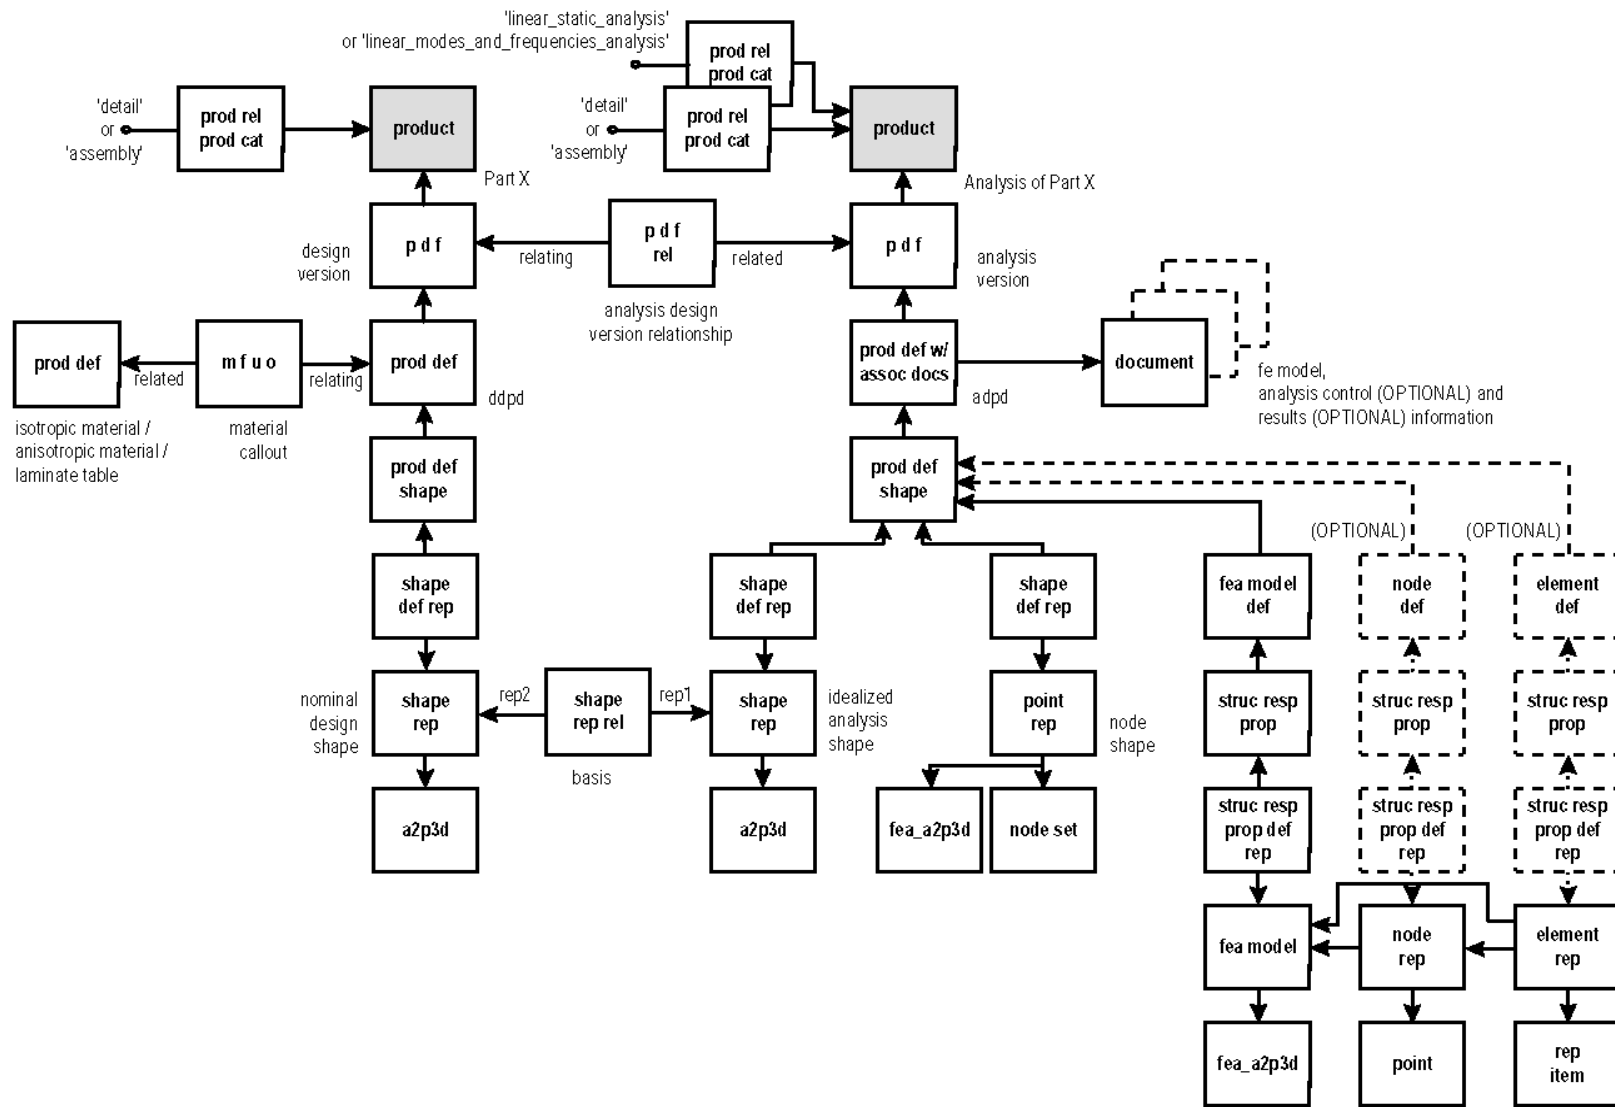 'linear_static_analysis'
or 'linear_modes_and_frequencies_analysis'
prod rel
prod cat
'detail'
or
'assembly'
prod rel
prod cat
product
Part X
'detail'
or
'assembly'
prod rel
prod cat
product
Analysis of Part X
design
version
p d f
relating
p d f
rel
related
p d f
analysis
version
analysis design
version relationship
prod def
related
m f u o
relating
prod def
ddpd
isotropic material /
anisotropic material /
laminate table
material
callout
prod def w/
assoc docs
adpd
document
fe model,
analysis control (OPTIONAL) and
results (OPTIONAL) information
prod def
shape
prod def
shape
(OPTIONAL)
(OPTIONAL)
shape
def rep
shape
def rep
shape
def rep
fea model
def
node
def
element
def
nominal
design
shape
shape
rep
rep2
shape
rep rel
rep1
basis
shape
rep
idealized
analysis
shape
point
rep
node
shape
struc resp
prop
struc resp
prop
struc resp
prop
a2p3d
a2p3d
fea_a2p3d
node set
struc resp
prop def
rep
struc resp
prop def
rep
struc resp
prop def
rep
fea model
node
rep
element
rep
fea_a2p3d
point
rep
item